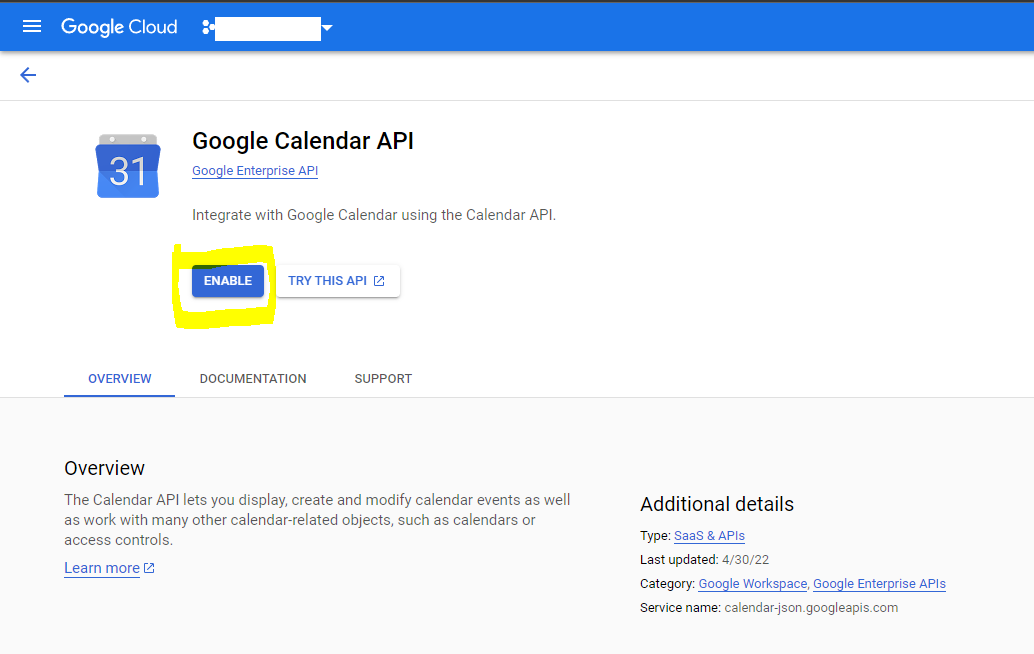 Google Cloud
Google Calendar API
31
Google Enterprise API
Integrate with Google Calendar using the Calendar API.
ENABLE
TRY THIS API
OVERVIEW
DOCUMENTATION
SUPPORT
Overview
The Calendar API lets you display, create and modify calendar events as well
as work with many other calendar-related objects, such as calendars or
access controls.
Learn more
Additional details
Type: SaaS & APIs
Last updated: 4/30/22
Category: Google Workspace, Google Enterprise APIs
Service name: calendar-json.googleapis.com